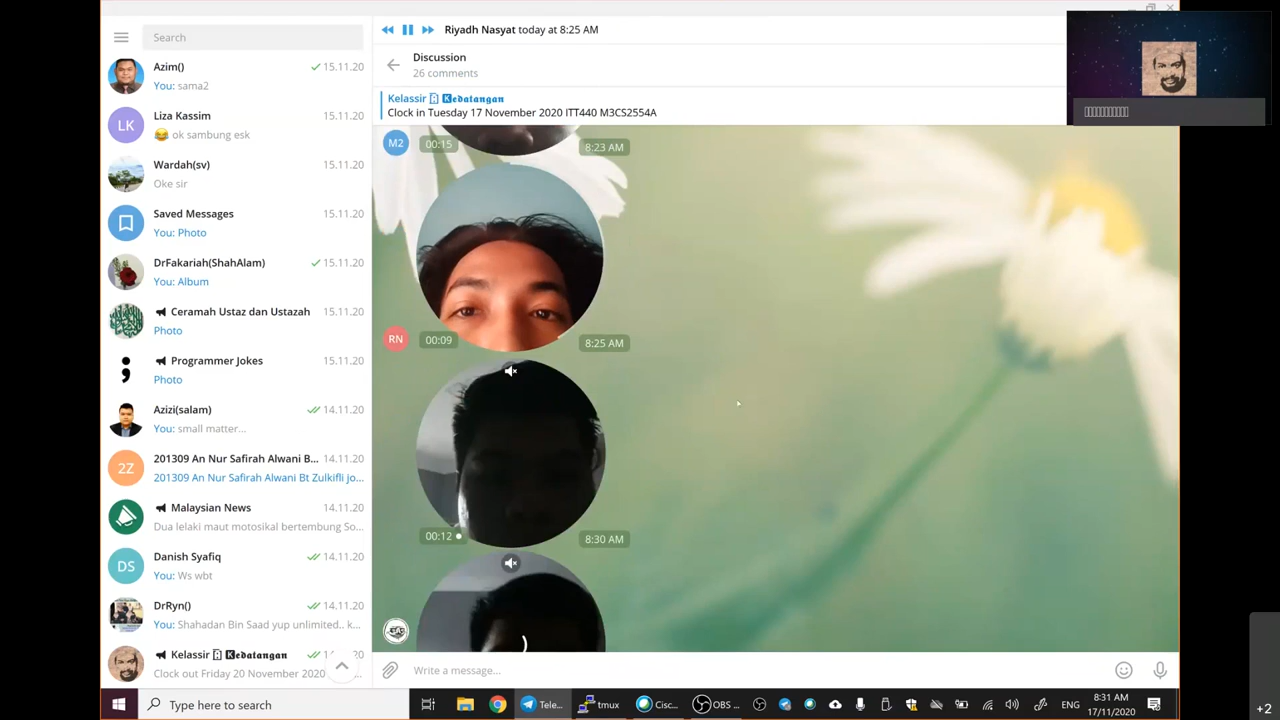 Search
Azim()
15.11.20
You: sama2
LK
Liza Kassim
15.11.20
😂 ok sambung esk
Wardah(sv)
15.11.20
Oke sir
Saved Messages
15.11.20
You: Photo
DrFakariah(ShahAlam)
15.11.20
You: Album
Ceramah Ustaz dan Ustazah
15.11.20
Photo
Programmer Jokes
15.11.20
Photo
Azizi(salam)
14.11.20
You: small matter...
2Z
201309 An Nur Safirah Alwani B...
14.11.20
201309 An Nur Safirah Alwani Bt Zulkifli jo...
Malaysian News
14.11.20
Dua lelaki maut motosikal bertembung So...
DS
Danish Syafiq
14.11.20
You: Ws wbt
DrRyn()
14.11.20
You: Shahadan Bin Saad yup unlimited.. k...
Kelassir Kedatangan
Clock out Friday 20 November 2020
Riyadh Nasyat today at 8:25 AM
Discussion
26 comments
Kelassir Kedatangan
Clock in Tuesday 17 November 2020 ITT440 M3CS2554A
M2
00:15
8:23 AM
RN
00:09
8:25 AM
00:12
8:30 AM
Write a message...
Type here to search
Tele...
tmux
Cisc...
OBS ...
ENG
8:31 AM
17/11/2020
+2